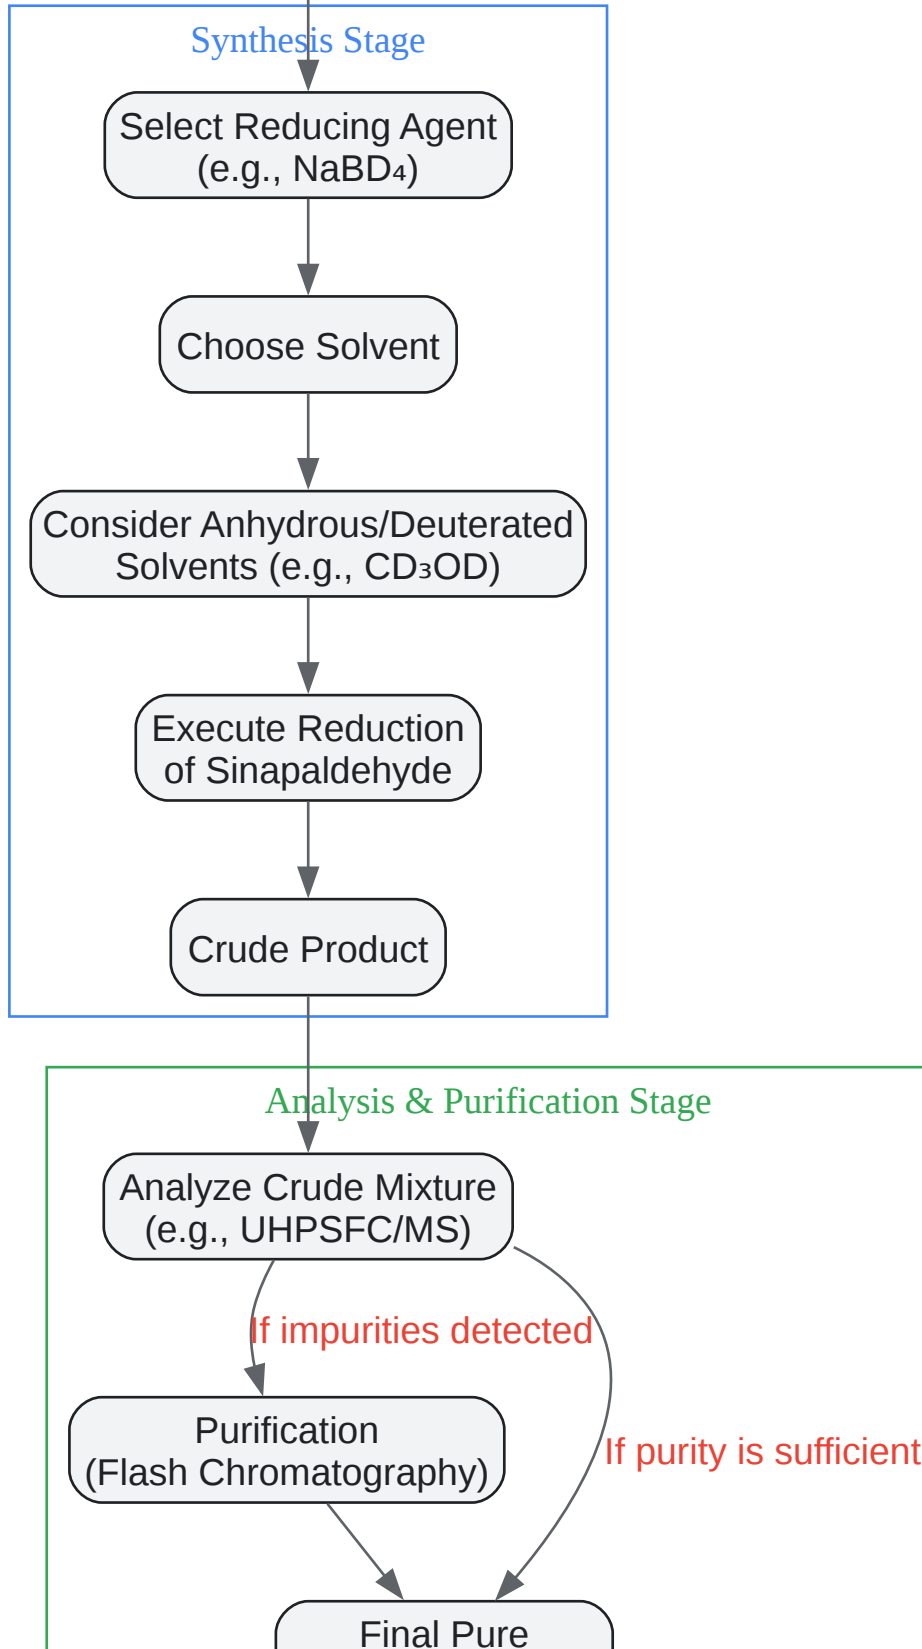 Synthesis Stage
Select Reducing Agent
(e.g., NaBD₄)
Choose Solvent
Consider Anhydrous/Deuterated
Solvents (e.g., CD₃OD)
Execute Reduction
of Sinapaldehyde
Crude Product
Analysis & Purification Stage
Analyze Crude Mixture
(e.g., UHPSFC/MS)
If impurities detected
Purification
(Flash Chromatography)
If purity is sufficient
Final Pure